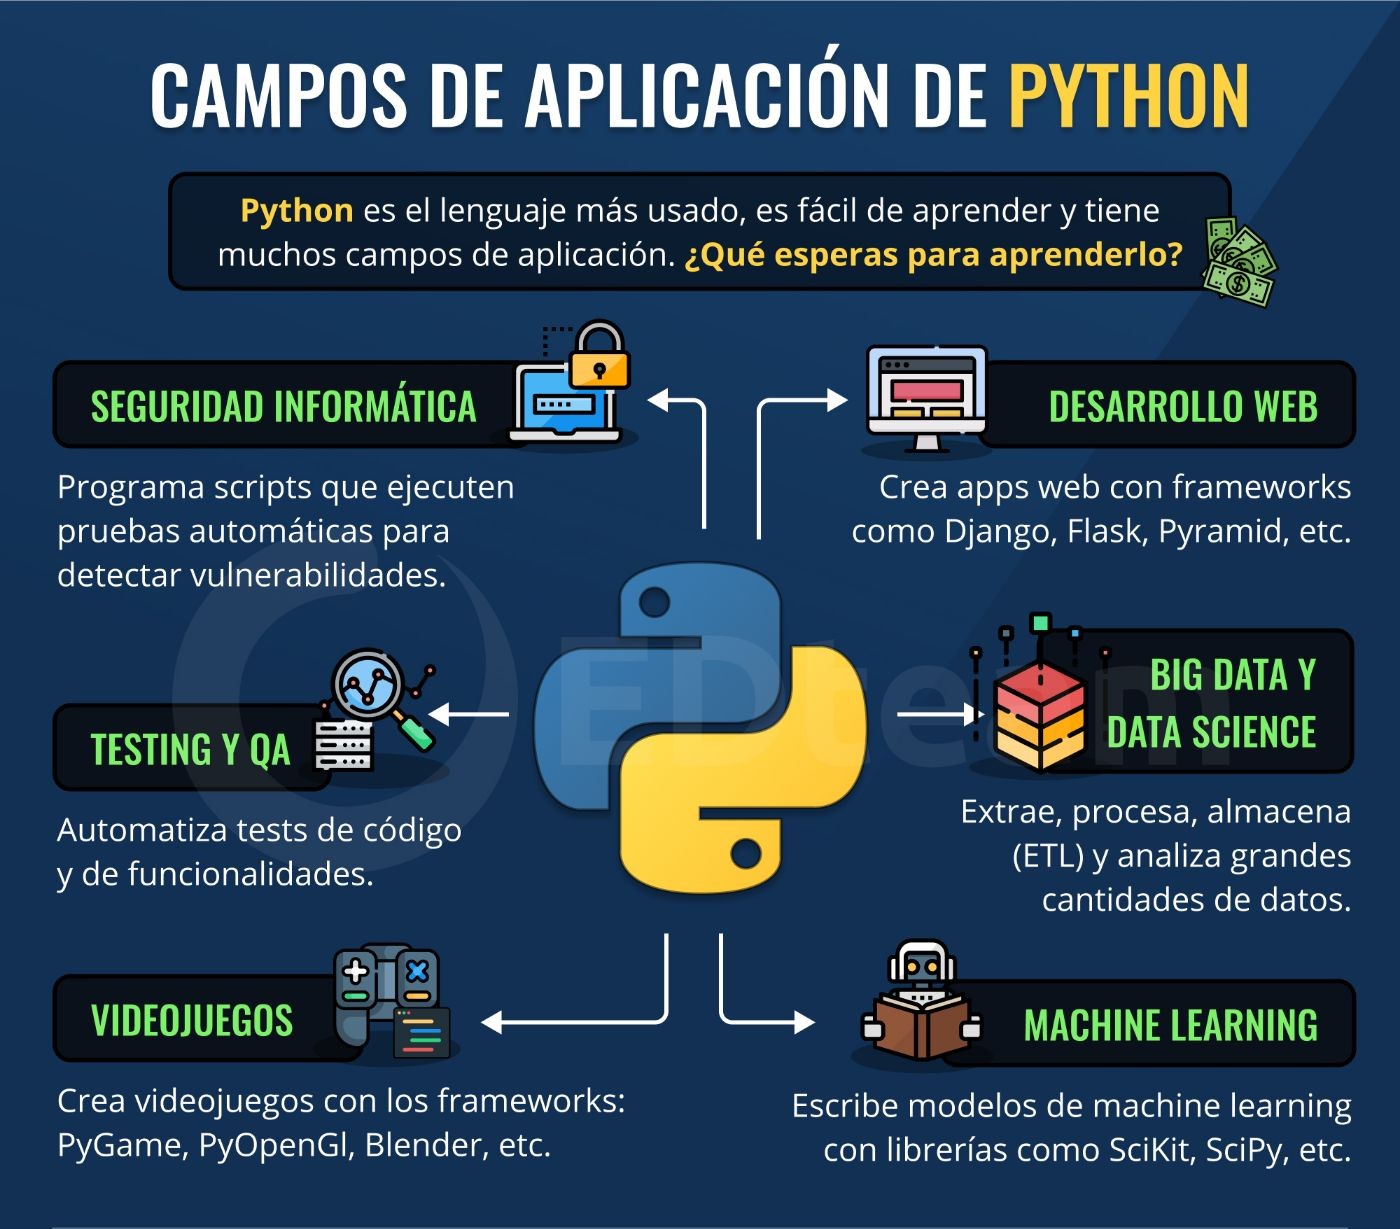 CAMPOS DE APLICACIÓN DE PYTHON
Python es el lenguaje más usado, es fácil de aprender y tiene
muchos campos de aplicación. ¿Qué esperas para aprenderlo?
SEGURIDAD INFORMÁTICA
Programa scripts que ejecuten
pruebas automáticas para
detectar vulnerabilidades.
DESARROLLO WEB
Crea apps web con frameworks
como Django, Flask, Pyramid, etc.
TESTING Y QA
Automatiza tests de código
y de funcionalidades.
BIG DATA Y
DATA SCIENCE
Extrae, procesa, almacena
(ETL) y analiza grandes
cantidades de datos.
VIDEOJUEGOS
Crea videojuegos con los frameworks:
PyGame, PyOpenGl, Blender, etc.
MACHINE LEARNING
Escribe modelos de machine learning
con librerías como SciKit, SciPy, etc.
EDteam